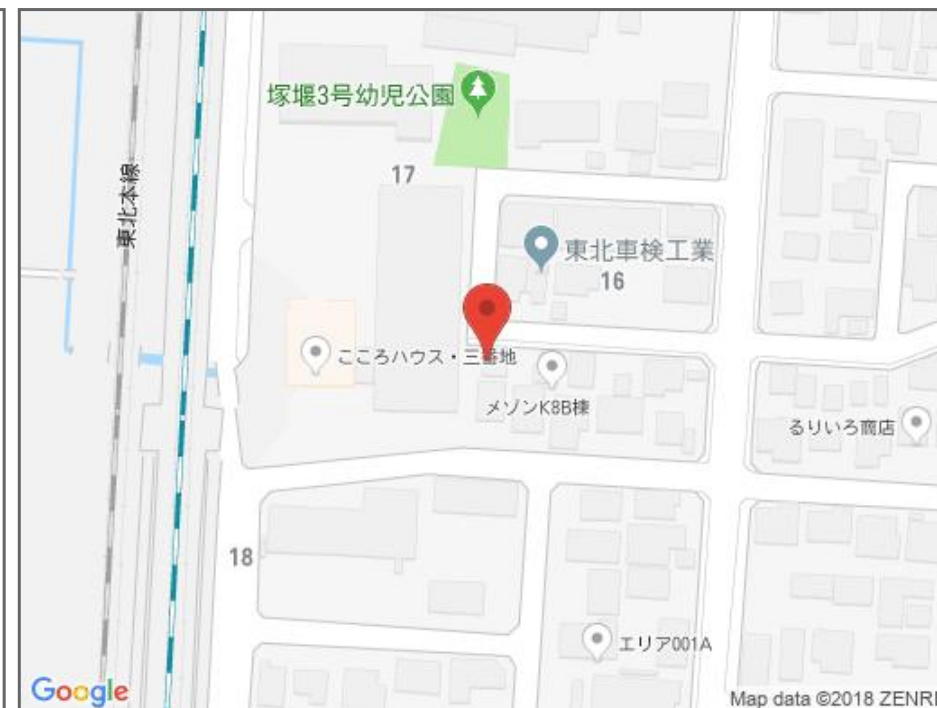 塚堰3号幼児公園
17
東北本線
東北車検工業
16
こころハウス・三番地
メゾンK8B棟
るりいろ商店
18
エリア001A
Google
Map data ©2018 ZENRI